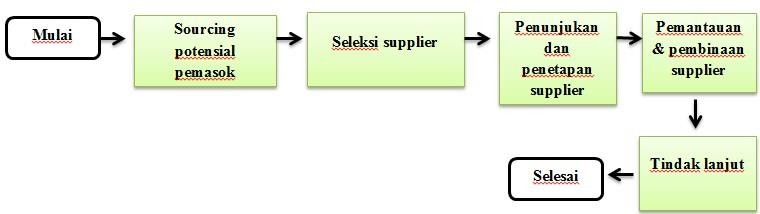 Mulai
Sourcing
potensial
pemasok
Seleksi supplier
Penunjukan
dan
penetapan
supplier
Pemantauan
& pembinaan
supplier
Tindak lanjut
Selesai